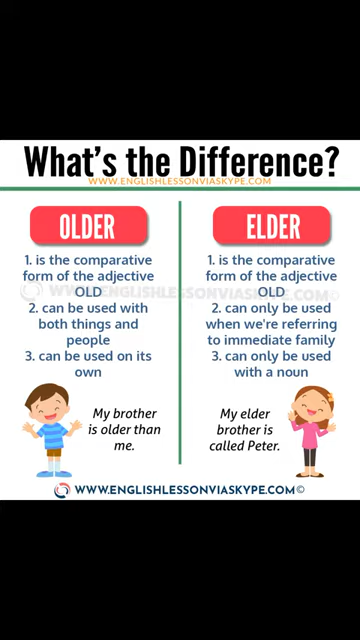 What's the Difference?
WWW.ENGLISHLESSONVIASKYPE.COM
OLDER
1. is the comparative
form of the adjective
OLD
2. can be used with
both things and
people
3. can be used on its
own
My brother
is older than
me.
ELDER
1. is the comparative
form of the adjective
OLD
2. can only be used
when we're referring
to immediate family
3. can only be used
with a noun
My elder
brother is
called Peter.
WWW.ENGLISHLESSONVIASKYPE.COM©
WWW.ENGLISHLESSONVIASKYPE.COM©